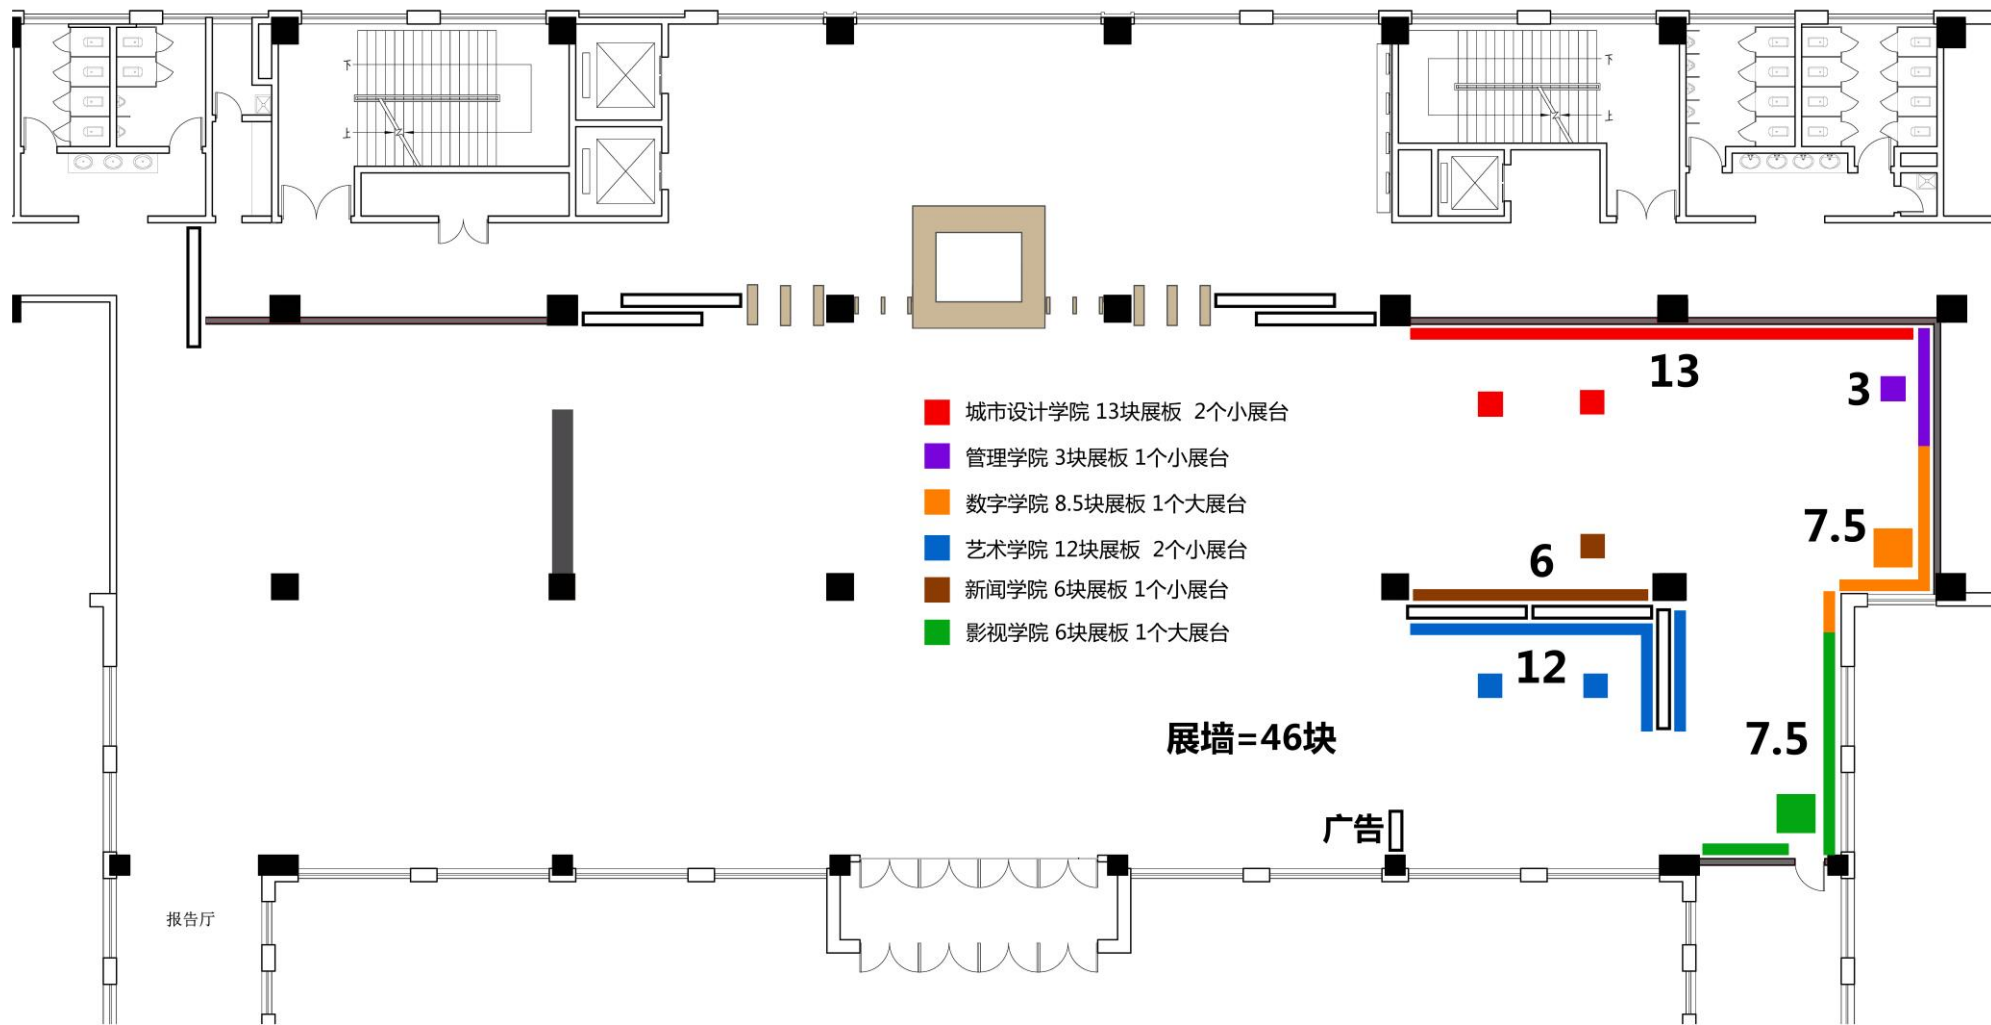 下
上
下
上
13
3
城市设计学院 13块展板 2个小展台
管理学院 3块展板 1个小展台
数字学院 8.5块展板 1个大展台
7.5
艺术学院 12块展板 2个小展台
6
新闻学院 6块展板 1个小展台
影视学院 6块展板 1个大展台
12
展墙=46块
7.5
广告
报告厅